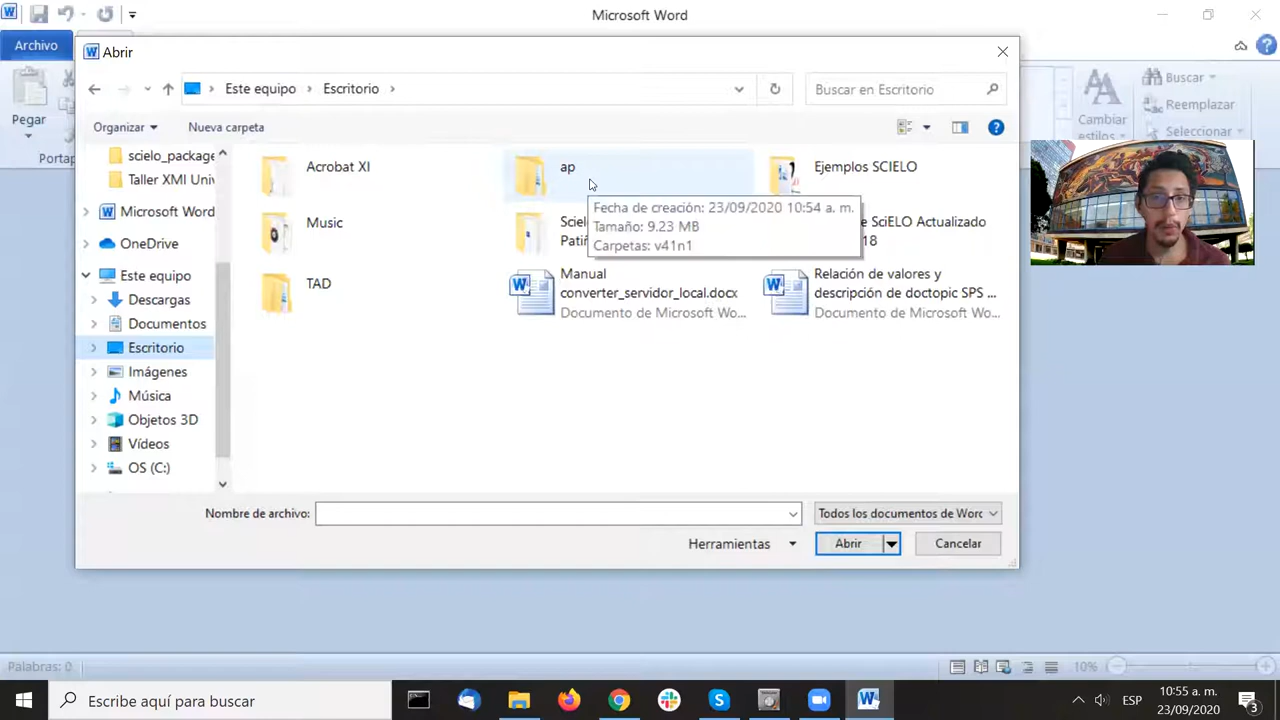 Microsoft Word
Archivo
Pegar
Portap
Cambiar
estilos
Buscar
Reemplazar
Seleccionar
Abrir
Este equipo
Escritorio
Buscar en Escritorio
Organizar
Nueva carpeta
scielo_package
Taller XMl Univ
Microsoft Word
OneDrive
Este equipo
Descargas
Documentos
Escritorio
Imágenes
Música
Objetos 3D
Vídeos
OS (C:)
Acrobat XI
ap
Ejemplos SCIELO
Fecha de creación: 23/09/2020 10:54 a. m.
Tamaño: 9.23 MB
Carpetas: v41n1
Music
Patiñ
SciELO Actualizado
18
TAD
Manual
converter_servidor_local.docx
Documento de Microsoft Wo...
Relación de valores y
descripción de doctopic SPS ...
Documento de Microsoft Wo...
Nombre de archivo:
Todos los documentos de Worc
Herramientas
Abrir
Cancelar
Palabras: 0
10%
Escribe aquí para buscar
ESP
10:55 a. m.
23/09/2020
3